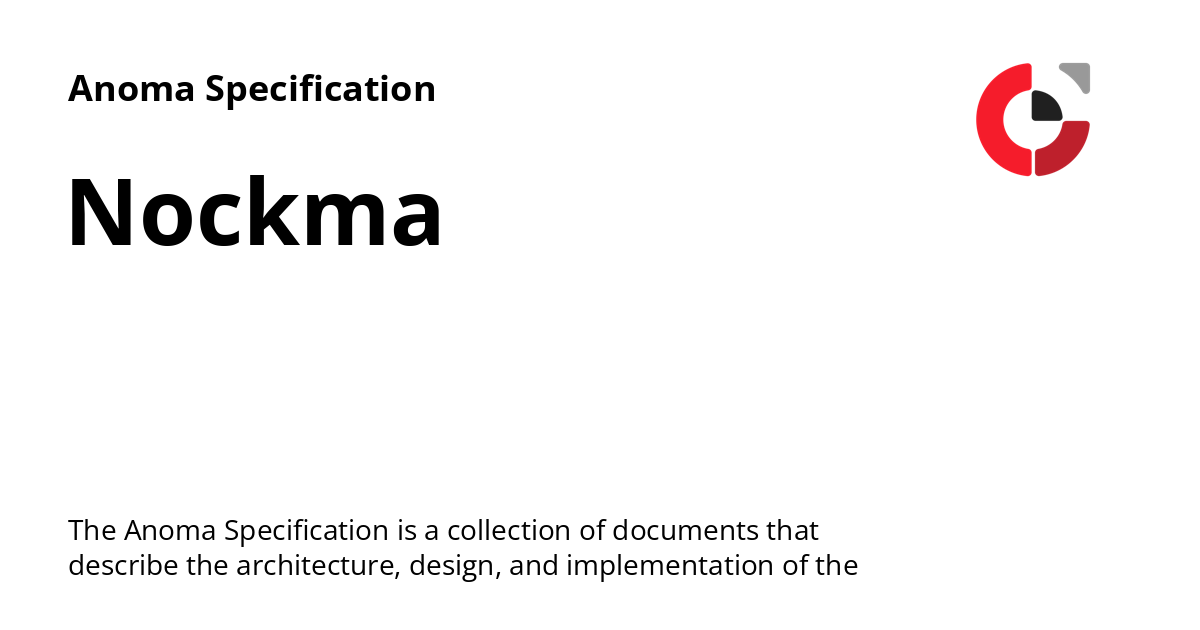 Anoma Specification
Nockma
The Anoma Specification is a collection of documents that
describe the architecture, design, and implementation of the